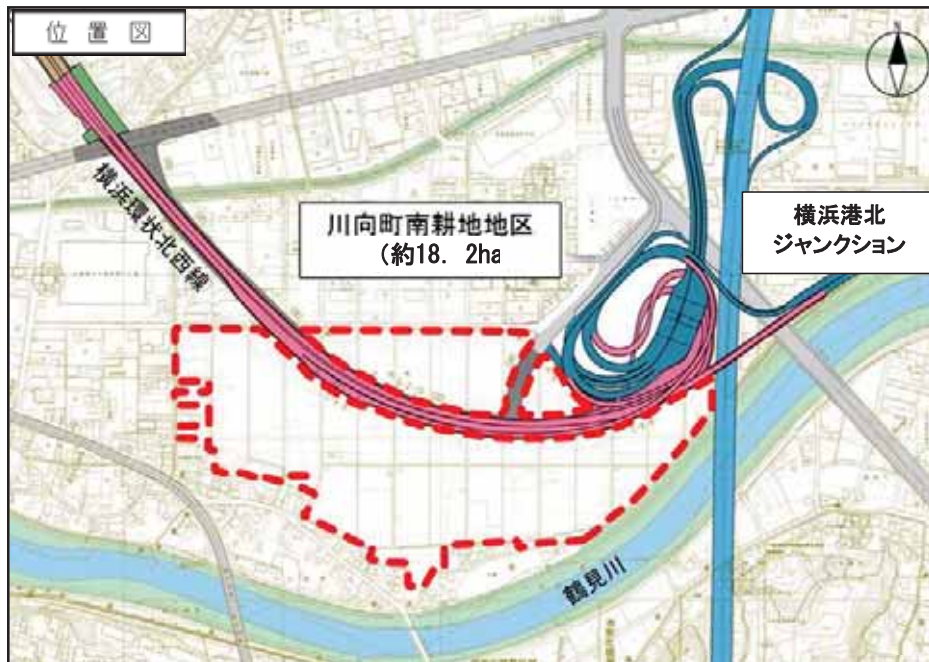 位置図
N
横浜環状北西線
川向町南耕地地区
(約18.2ha
横浜港北
ジャンクション
鶴見川